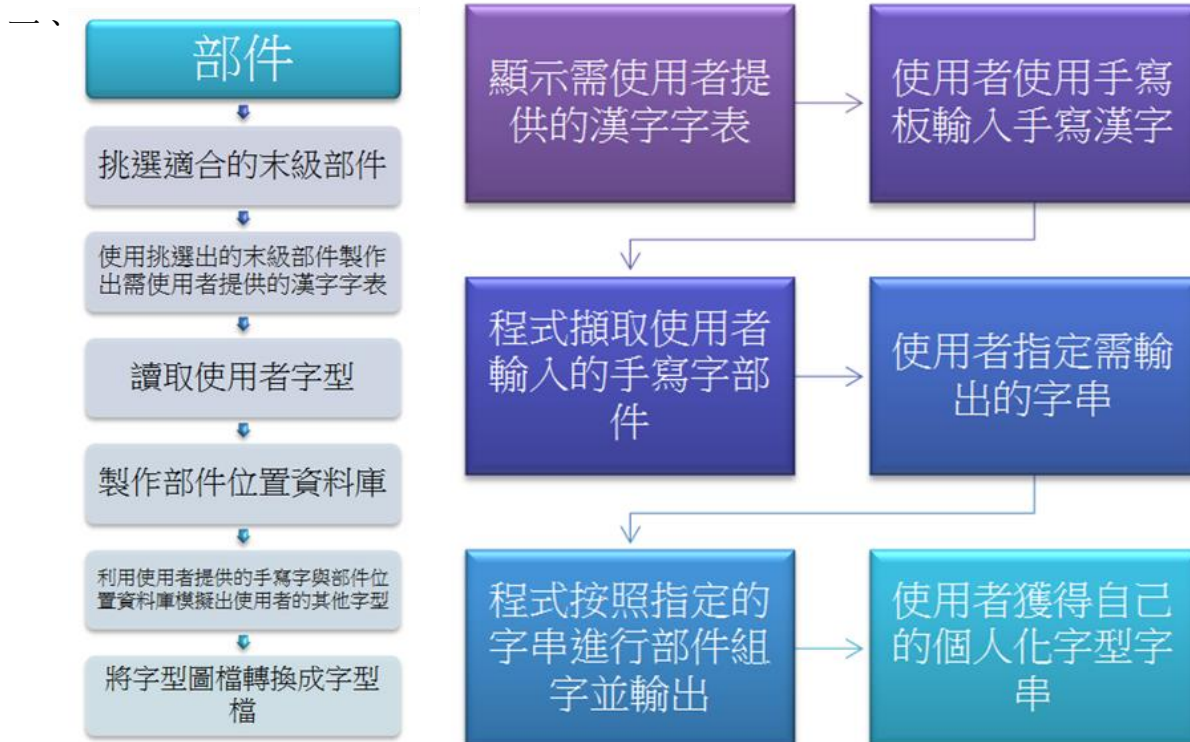 一、
部件
挑選適合的末級部件
使用挑選出的末級部件製作
出需使用者提供的漢字字表
讀取使用者字型
製作部件位置資料庫
利用使用者提供的手寫字與部件位
置資料庫模擬出使用者的其他字型
將字型圖檔轉換成字型
檔
顯示需使用者提
供的漢字字表
使用者使用手寫
板輸入手寫漢字
程式擷取使用者
輸入的手寫字部
件
使用者指定需輸
出的字串
程式按照指定的
字串進行部件組
字並輸出
使用者獲得自己
的個人化字型字
串